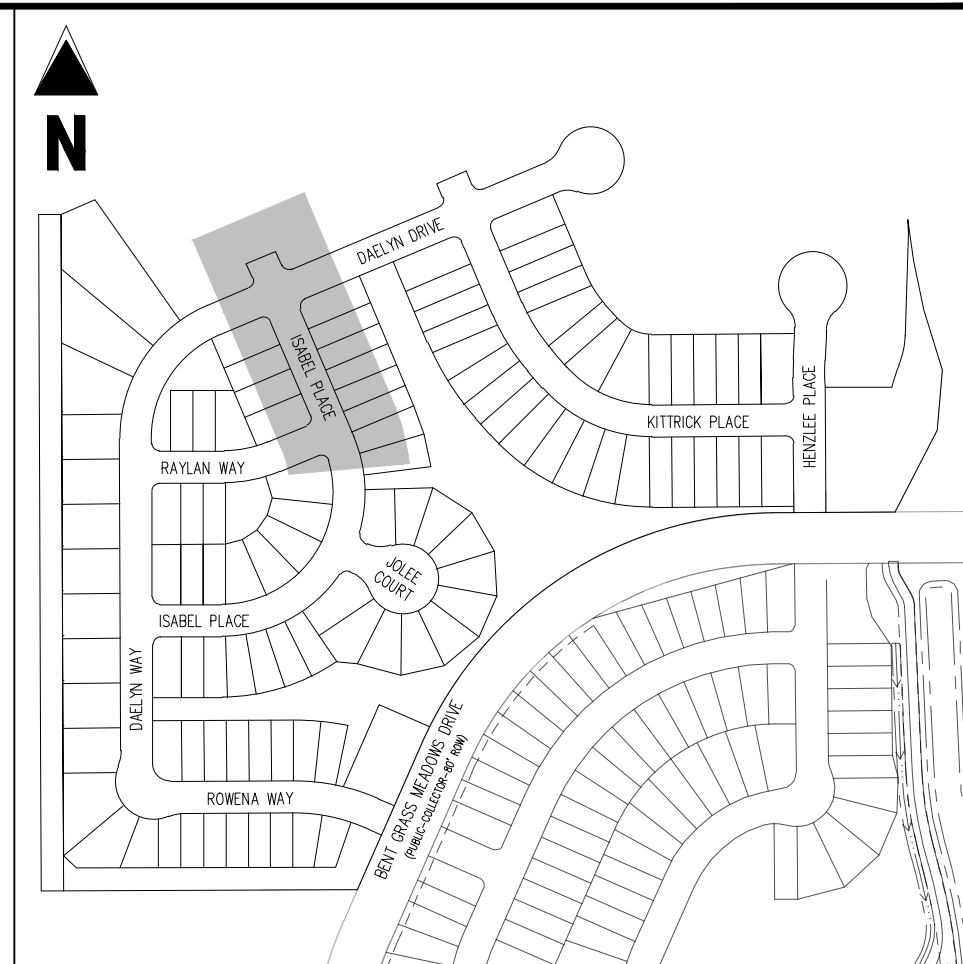 N
DAELYN DRIVE
ISABEL PLACE
HENZLEE PLACE
KITTRICK PLACE
RAYLAN WAY
JOLEE
COURT
ISABEL PLACE
DAELYN WAY
BENT GRASS MEADOWS DRIVE
(PUBLIC-COLLECTOR-80' ROW)
ROWENA WAY